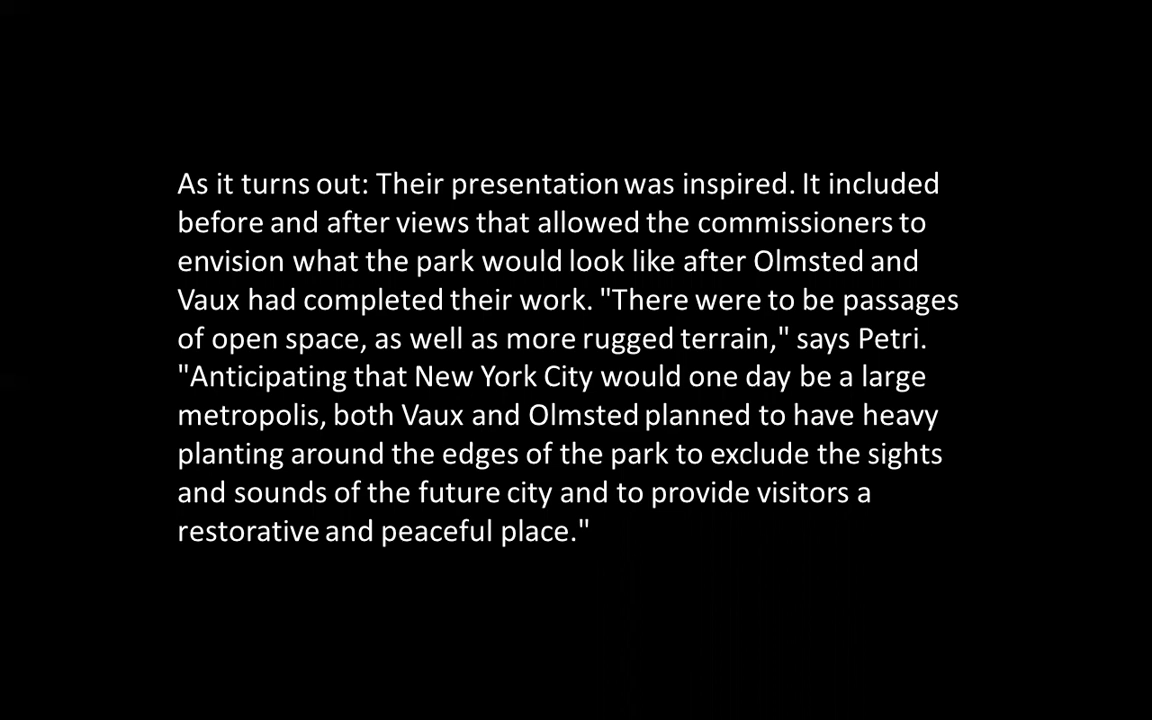 As it turns out: Their presentation was inspired. It included
before and after views that allowed the commissioners to
envision what the park would look like after Olmsted and
Vaux had completed their work. "There were to be passages
of open space, as well as more rugged terrain," says Petri.
"Anticipating that New York City would one day be a large
metropolis, both Vaux and Olmsted planned to have heavy
planting around the edges of the park to exclude the sights
and sounds of the future city and to provide visitors a
restorative and peaceful place."